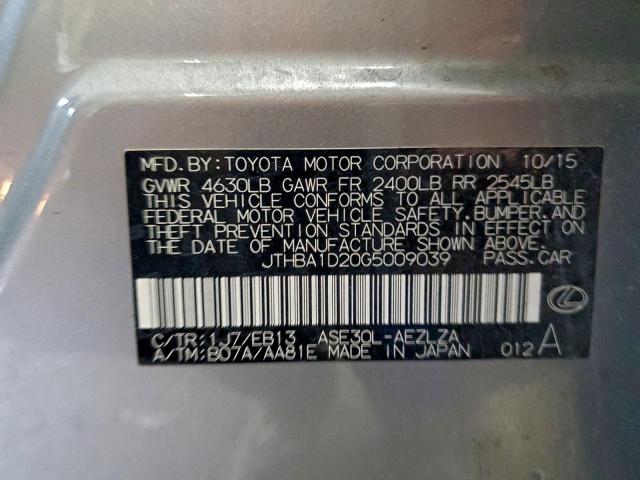 MFD.BY:TOYOTA MOTOR CORPORATION 10/15
GVWR 4630LB GAWR FR 2400LB RR 2545LB
THIS VEHICLE CONFORMS TO ALL APPLICABLE
FEDERAL MOTOR VEHICLE SAFETY.BUMPER.AND
THEFT PREVENTION STANDARDS IN EFFECT ON
THE DATE OF MANUFACTURE SHOWN ABOVE.
JTHBA1D20G5009039 PASS.CAR
C/TR:1J7/EB13 ASE30L-AEZLZA
A/TM:B07A/AA81E MADE IN JAPAN 012A